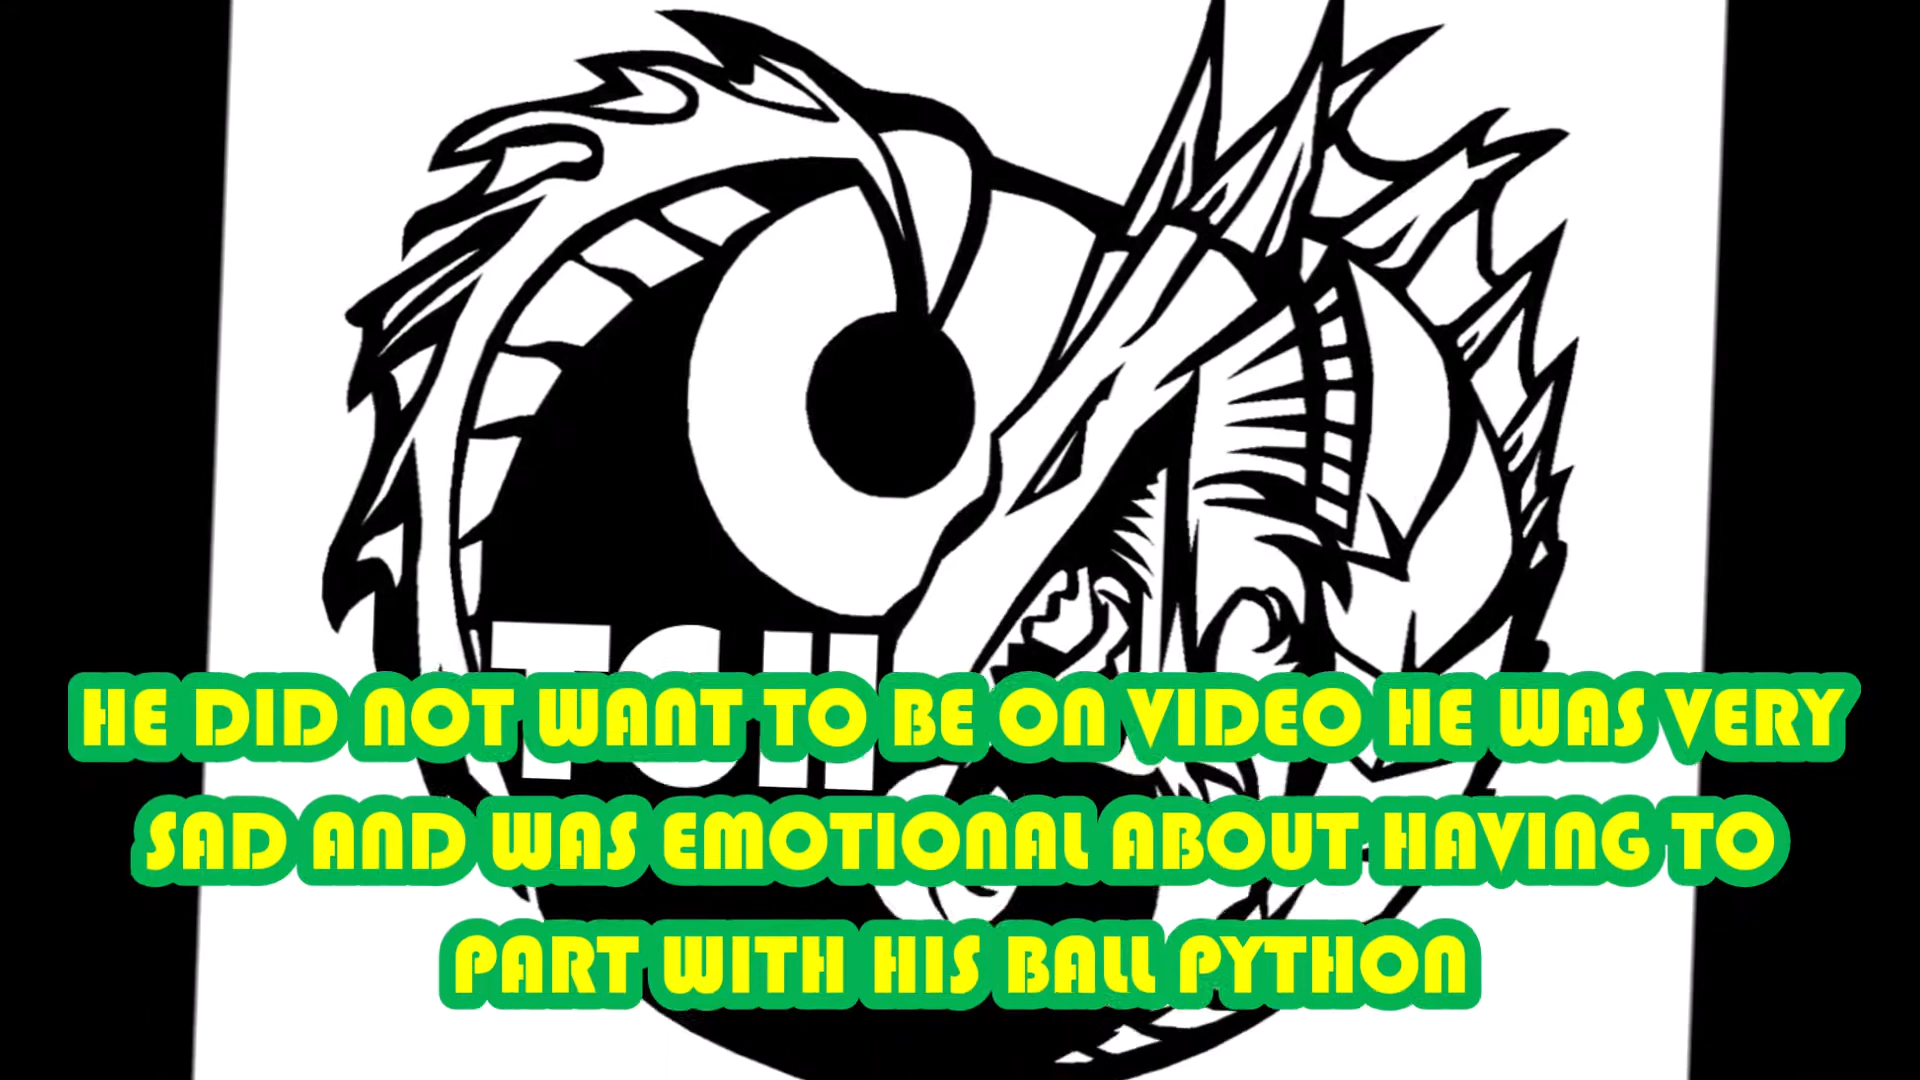 TCH
HE DID NOT WANT TO BE ON VIDEO HE WAS VERY
SAD AND WAS EMOTIONAL ABOUT HAVING TO
PART WITH HIS BALL PYTHON